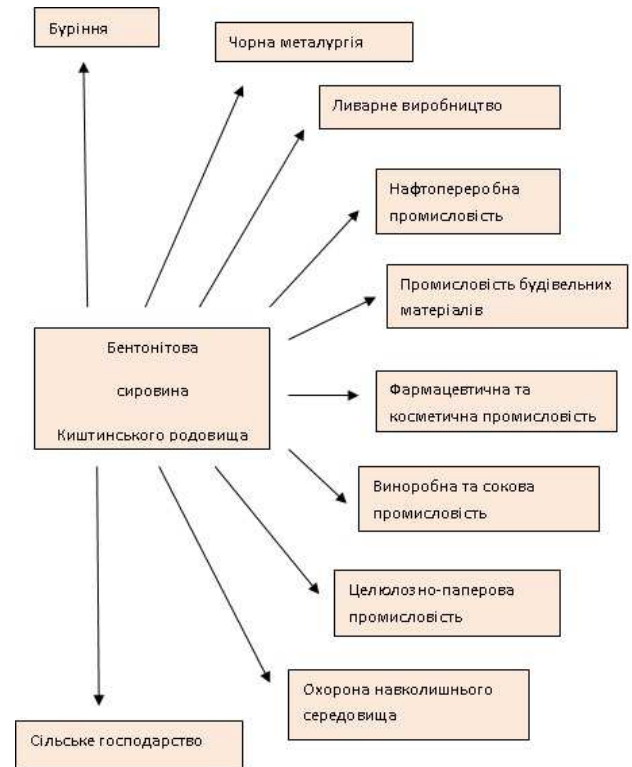 Буріння
Чорна металургія
Ливарне виробництво
Нафтопереробна
промисловість
Промисловість будівельних
матеріалів
Бентонітова
сировина
Киштинського родовища
Фармацевтична та
косметична промисловість
Виноробна та сокова
промисловість
Целюлозно-паперова
промисловість
Охорона навколишнього
середовища
Сільське господарство